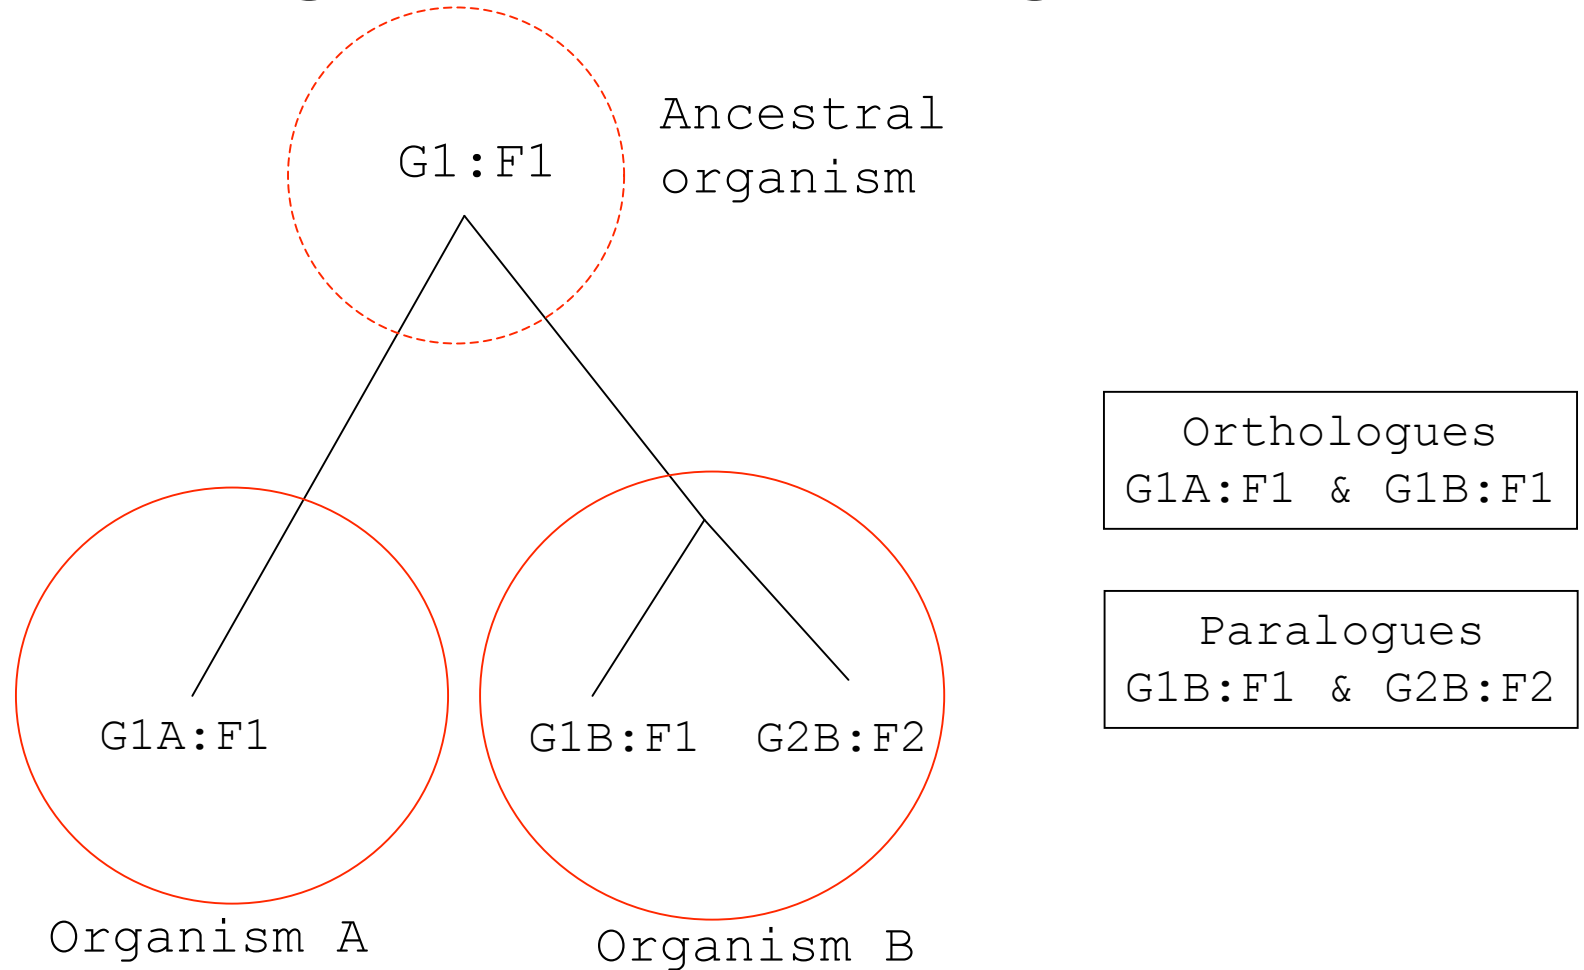 Ancestral
organism
G1:F1
Orthologues
G1A:F1 & G1B:F1
Paralogues
G1B:F1 & G2B:F2
G1A:F1
G1B:F1 G2B:F2
Organism A
Organism B